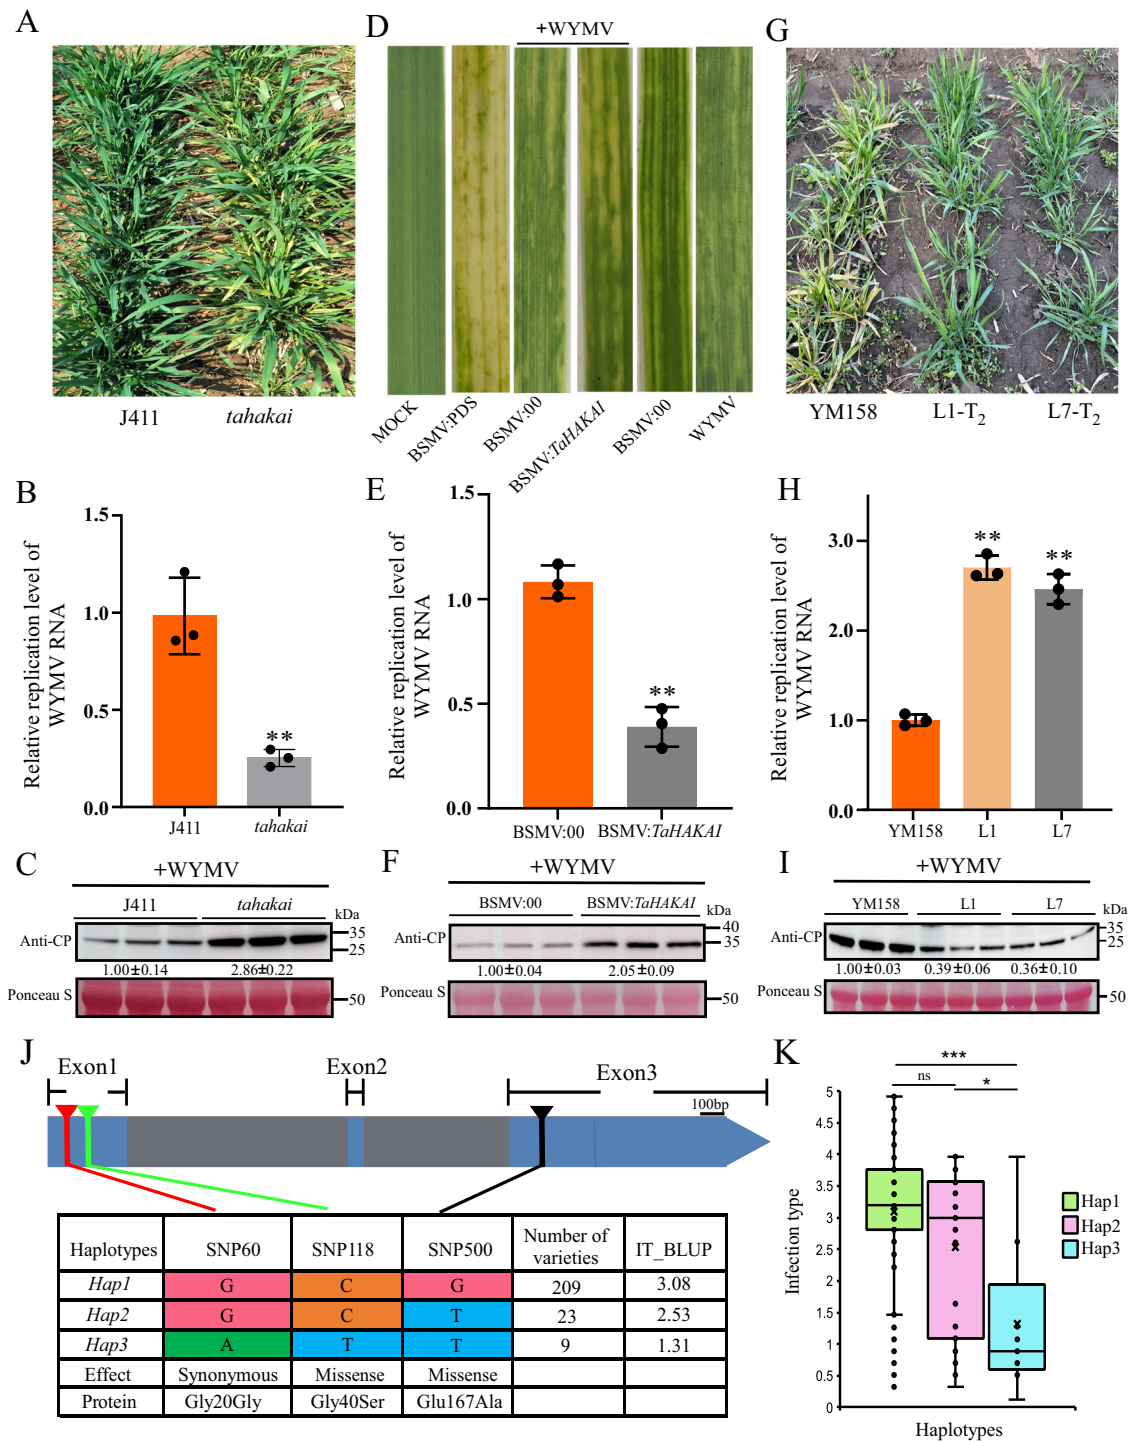 A
J411
tahakai
D
+WYMV
MOCK
BSMV:PDS
BSMV:00
BSMV:TaHAKAI
BSMV:00
WYMV
G
YM158
L1-T2
L7-T2
B
Relative replication level of
WYMV RNA
1.5
1.0
0.5
0.0
**
J411
tahakai
E
Relative replication level of
WYMV RNA
1.5
1.0
0.5
0.0
**
BSMV:00
BSMV:TaHAKAI
H
Relative replication level of
WYMV RNA
3.0
2.0
1.0
0.0
**
**
YM158
L1
L7
C
+WYMV
J411
tahakai
kDa
Anti-CP
35
25
1.00±0.14
2.86±0.22
Ponceau S
50
F
+WYMV
BSMV:00
BSMV:TaHAKAI
kDa
Anti-CP
40
35
1.00±0.04
2.05±0.09
Ponceau S
50
I
+WYMV
YM158
L1
L7
kDa
Anti-CP
35
25
1.00±0.03
0.39±0.06
0.36±0.10
Ponceau S
50
J
Exon1
Exon2
Exon3
100bp
Haplotypes SNP60 SNP118 SNP500 Number of varieties IT_BLUP
Hap1 G C G 209 3.08
Hap2 G C T 23 2.53
Hap3 A T T 9 1.31
Effect Synonymous Missense Missense
Protein Gly20Gly Gly40Ser Glu167Ala
K
***
ns
*
Infection type
5
4.5
4
3.5
3
2.5
2
1.5
1
0.5
0
Haplotypes
Hap1
Hap2
Hap3